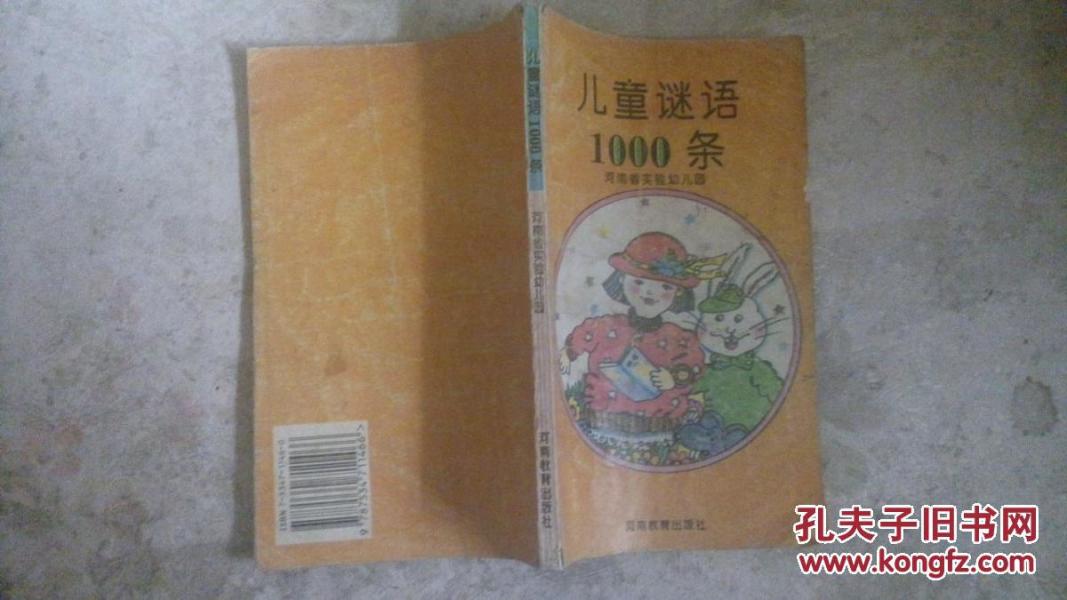 儿童谜语
1000条
河南省实验幼儿园
河南教育出版社
儿童谜语1000条
河南省实验幼儿园
河南教育出版社
孔夫子旧书网
www.kongfz.com